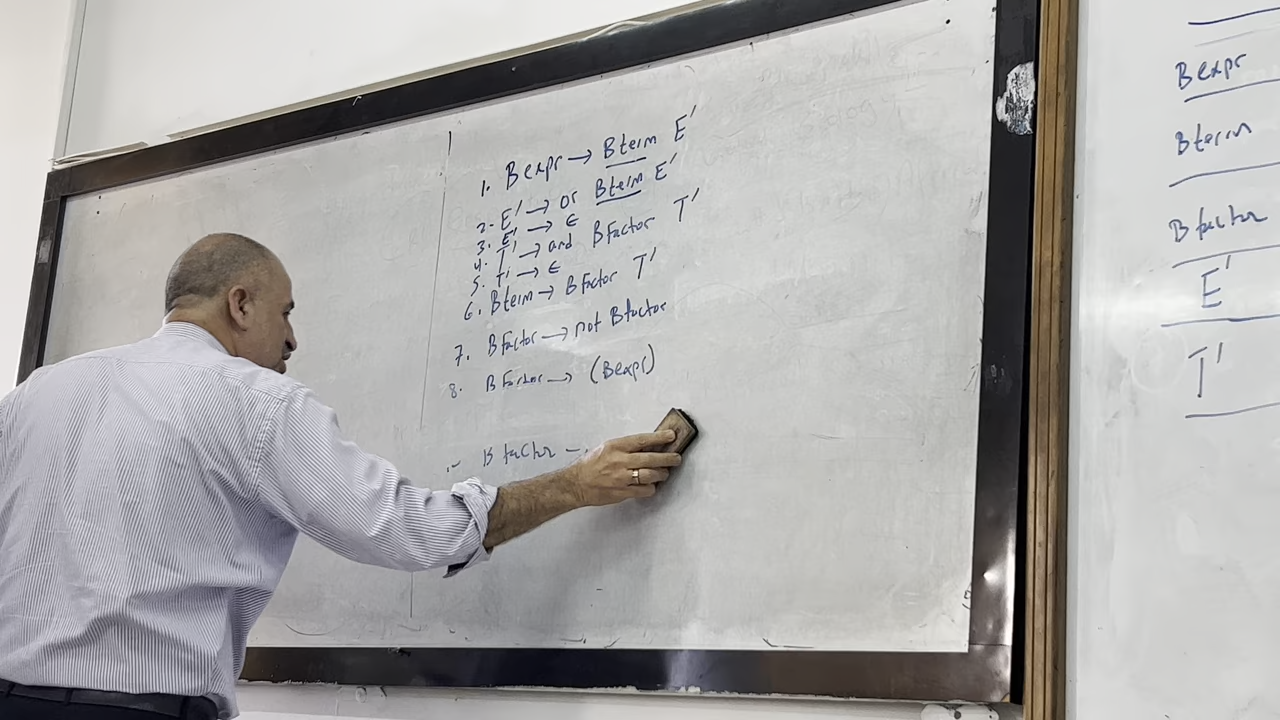 1. Bexpr → Bterm E'
2. E' → or Bterm E'
3. E' → ϵ
4. T' → and BFactor T'
5. T' → ϵ
6. Bterm → BFactor T'
7. BFactor → not Bfactor
8. BFactor → (Bexpr)
Bfactor →
Bexpr
Bterm
Bfactor
E'
T'